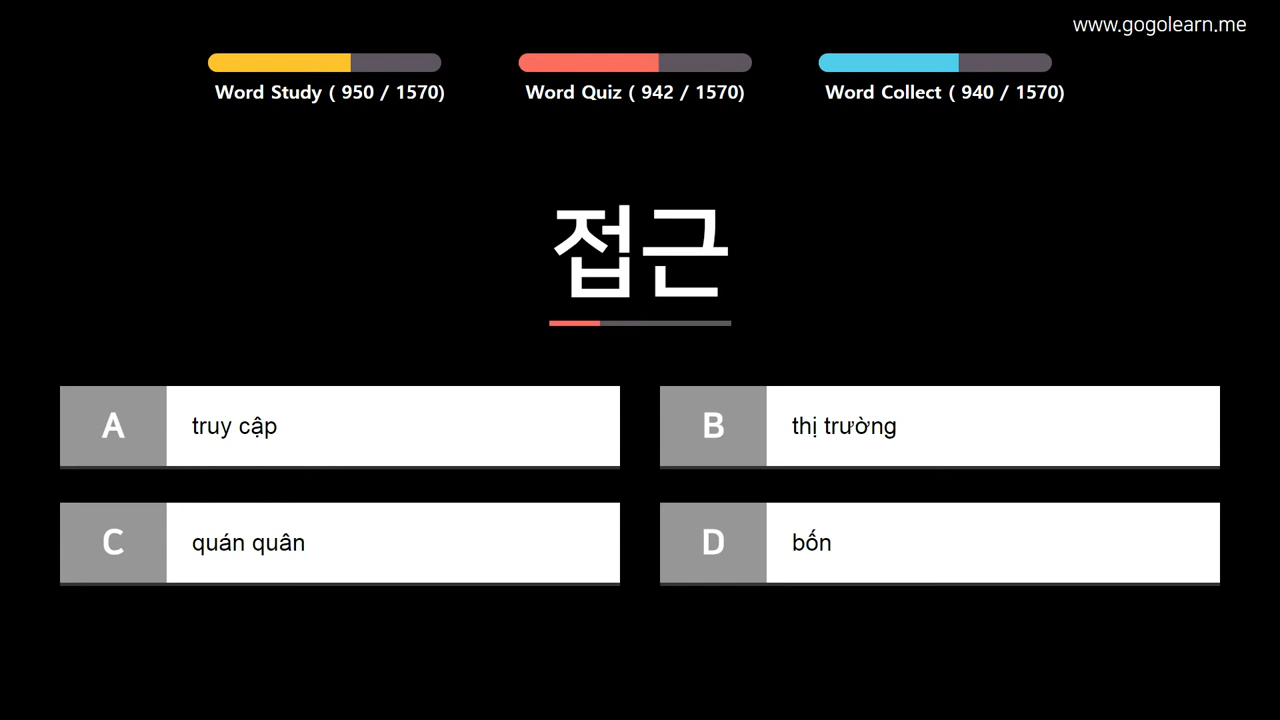 www.gogolearn.me
Word Study ( 950 / 1570)
Word Quiz ( 942 / 1570)
Word Collect ( 940 / 1570)
접근
A truy cập
B thị trường
C quán quân
D bốn